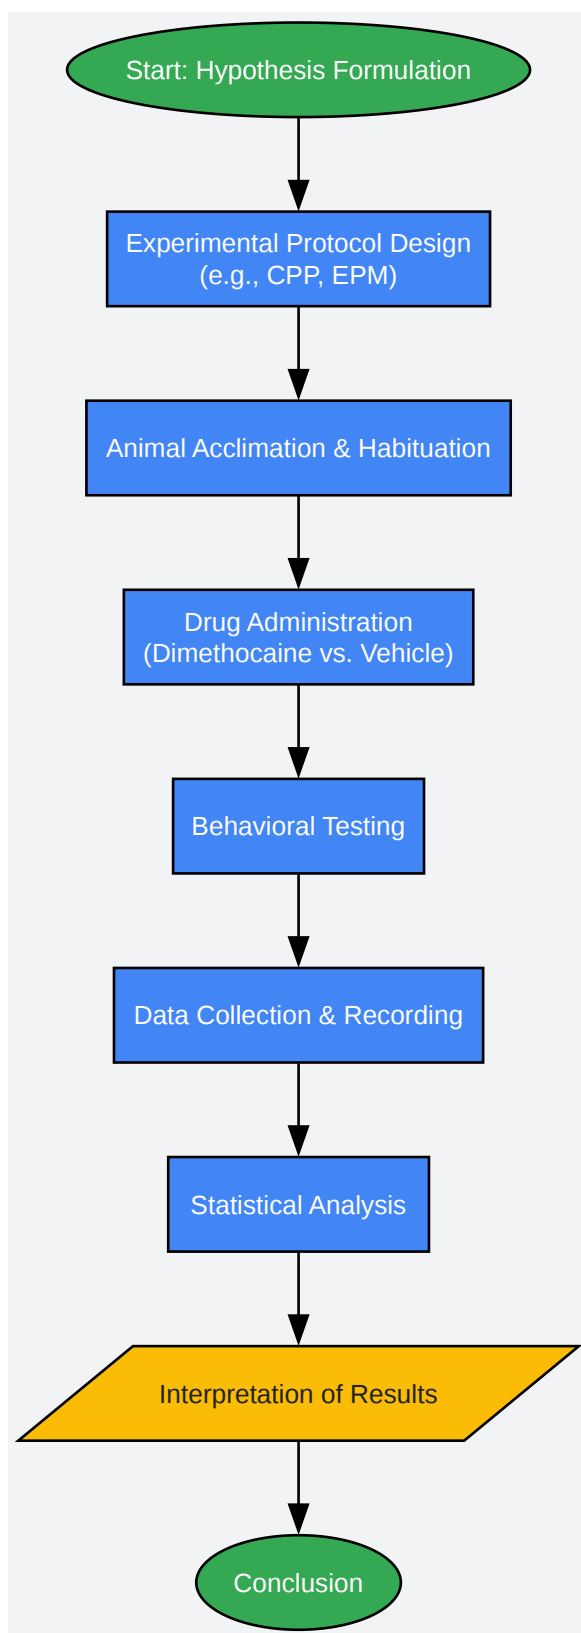 Start: Hypothesis Formulation
Experimental Protocol Design
(e.g., CPP, EPM)
Animal Acclimation & Habituation
Drug Administration
(Dimethocaine vs. Vehicle)
Behavioral Testing
Data Collection & Recording
Statistical Analysis
Interpretation of Results
Conclusion